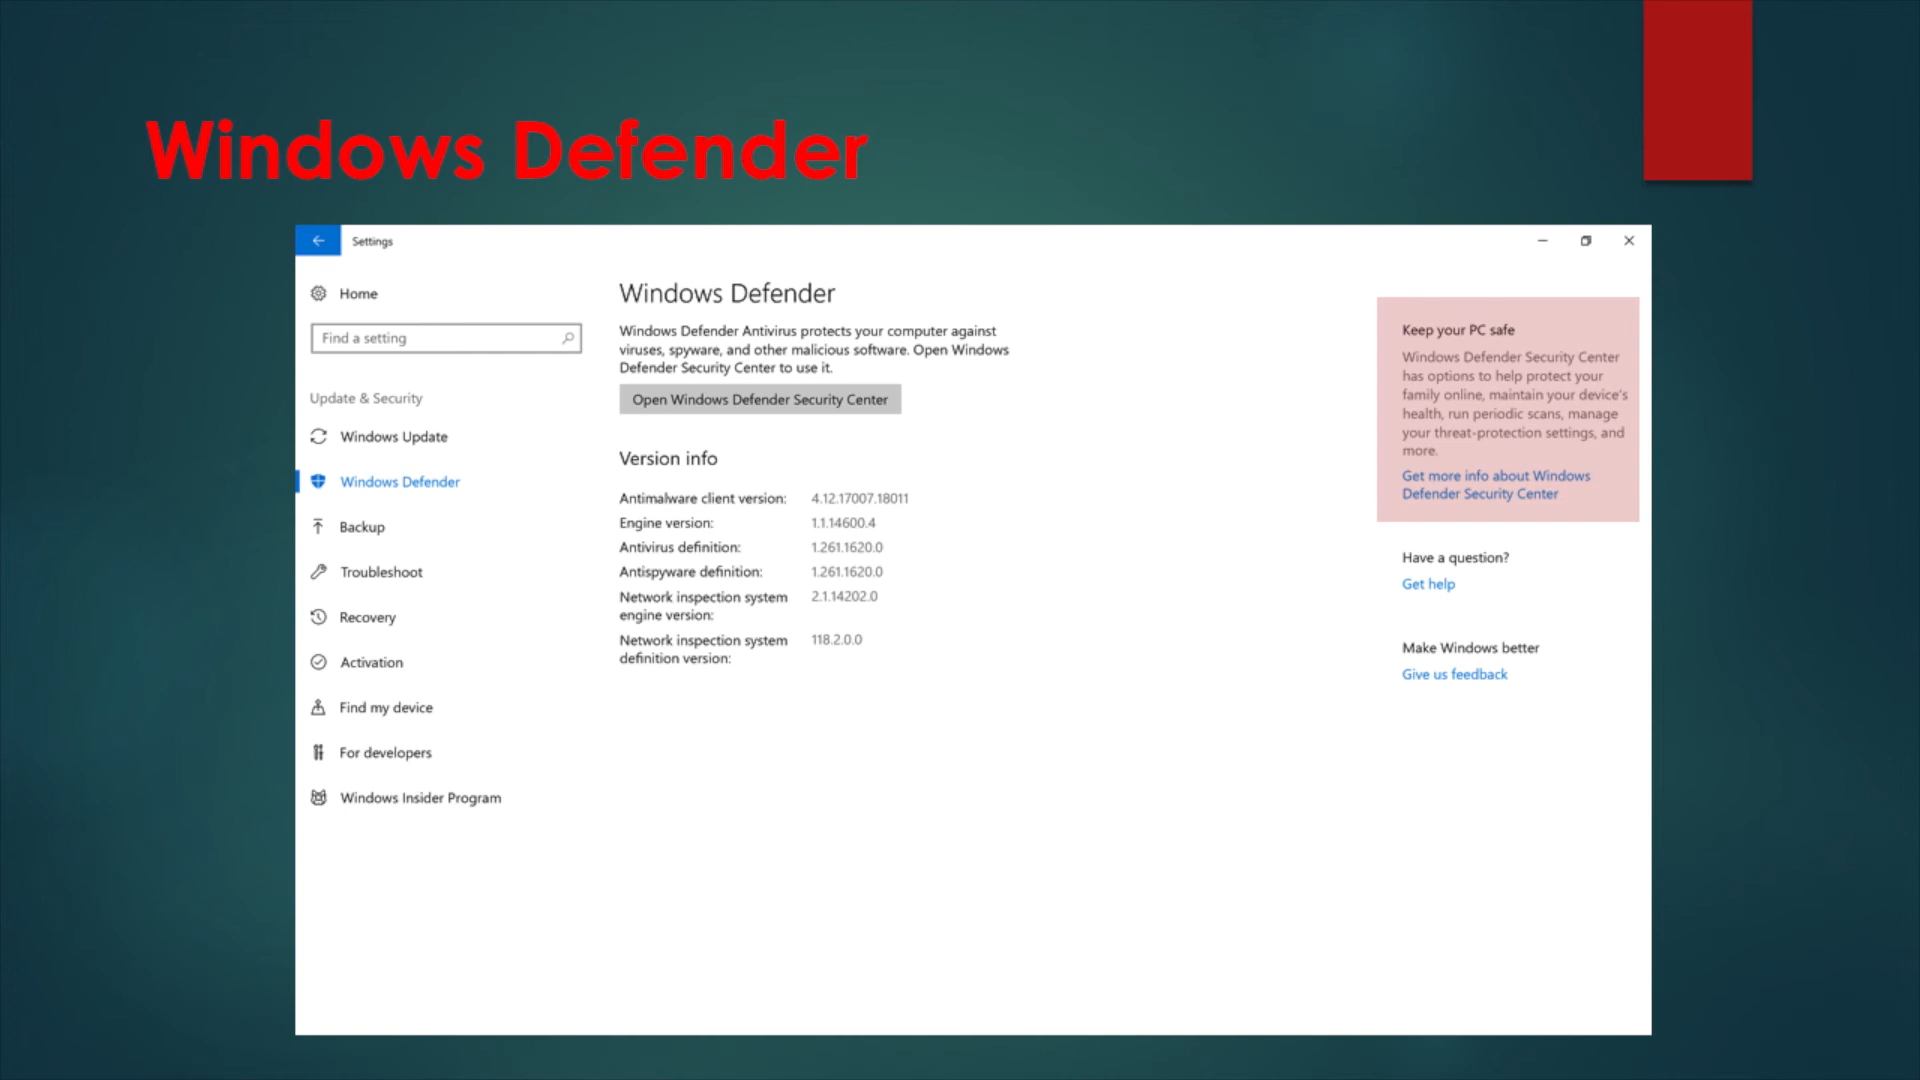 Windows Defender
Settings
Home
Find a setting
Update & Security
Windows Update
Windows Defender
Backup
Troubleshoot
Recovery
Activation
Find my device
For developers
Windows Insider Program
Windows Defender
Windows Defender Antivirus protects your computer against
viruses, spyware, and other malicious software. Open Windows
Defender Security Center to use it.
Open Windows Defender Security Center
Version info
Antimalware client version: 4.12.17007.18011
Engine version: 1.1.14600.4
Antivirus definition: 1.261.1620.0
Antispyware definition: 1.261.1620.0
Network inspection system 2.1.14202.0
engine version:
Network inspection system 118.2.0.0
definition version:
Keep your PC safe
Windows Defender Security Center
has options to help protect your
family online, maintain your device's
health, run periodic scans, manage
your threat-protection settings, and
more.
Get more info about Windows
Defender Security Center
Have a question?
Get help
Make Windows better
Give us feedback